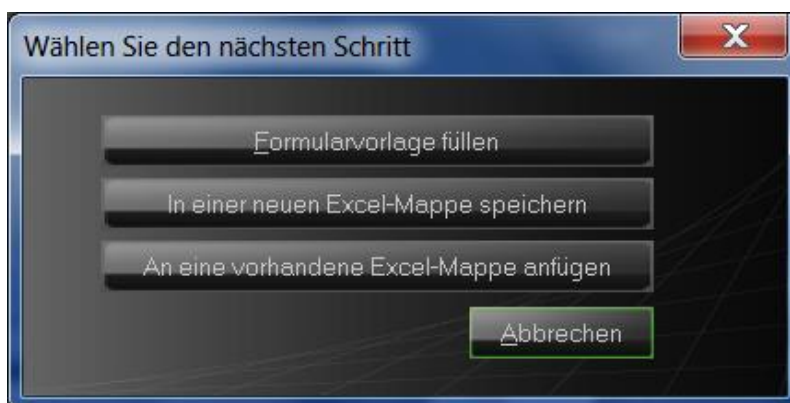 Wählen Sie den nächsten Schritt
Formularvorlage füllen
In einer neuen Excel-Mappe speichern
An eine vorhandene Excel-Mappe anfügen
Abbrechen